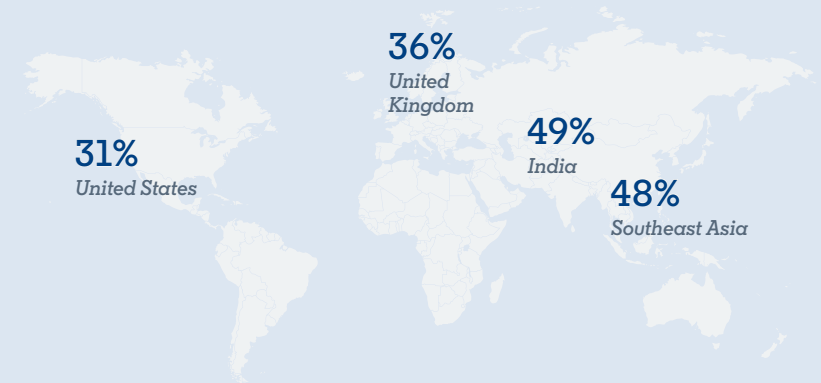 36%
United
Kingdom
49%
India
31%
United States
48%
Southeast Asia